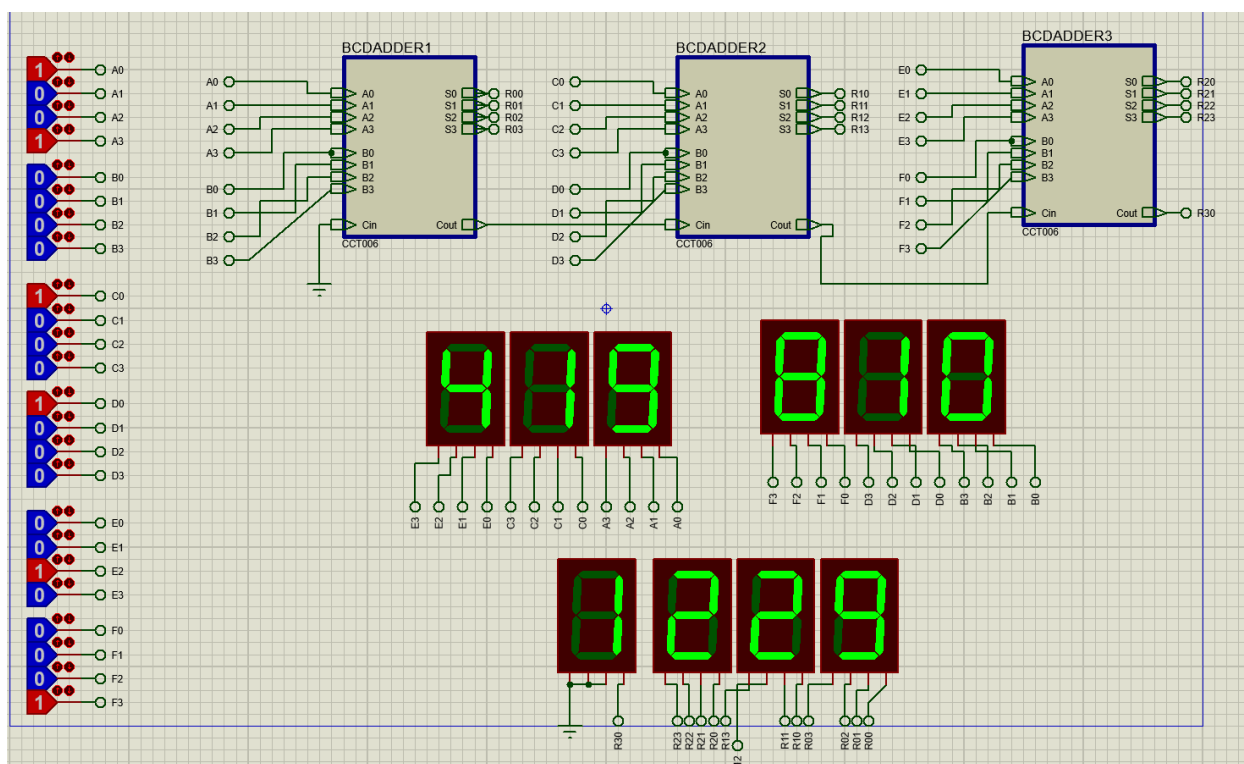 BCDADDER1
BCDADDER2
BCDADDER3
1 A0
0 A1
0 A2
1 A3
0 B0
0 B1
0 B2
0 B3
1 C0
0 C1
0 C2
0 C3
1 D0
0 D1
0 D2
0 D3
0 E0
0 E1
1 E2
0 E3
0 F0
0 F1
0 F2
1 F3
A0 A0 S0 R00
A1 A1 S1 R01
A2 A2 S2 R02
A3 A3 S3 R03
B0 B0
B1 B1
B2 B2
B3 B3
Cin Cout
CCT006
C0 A0 S0 R10
C1 A1 S1 R11
C2 A2 S2 R12
C3 A3 S3 R13
D0 B0
D1 B1
D2 B2
D3 B3
Cin Cout
CCT006
E0 A0 S0 R20
E1 A1 S1 R21
E2 A2 S2 R22
E3 A3 S3 R23
F0 B0
F1 B1
F2 B2
F3 B3
Cin Cout R30
CCT006
419
E3 E2 E1 E0 C3 C2 C1 C0 A3 A2 A1 A0
810
F3 F2 F1 F0 D3 D2 D1 D0 B3 B2 B1 B0
1229
R30 R23 R22 R21 R20 R13 R11 R10 R03 R02 R01 R00